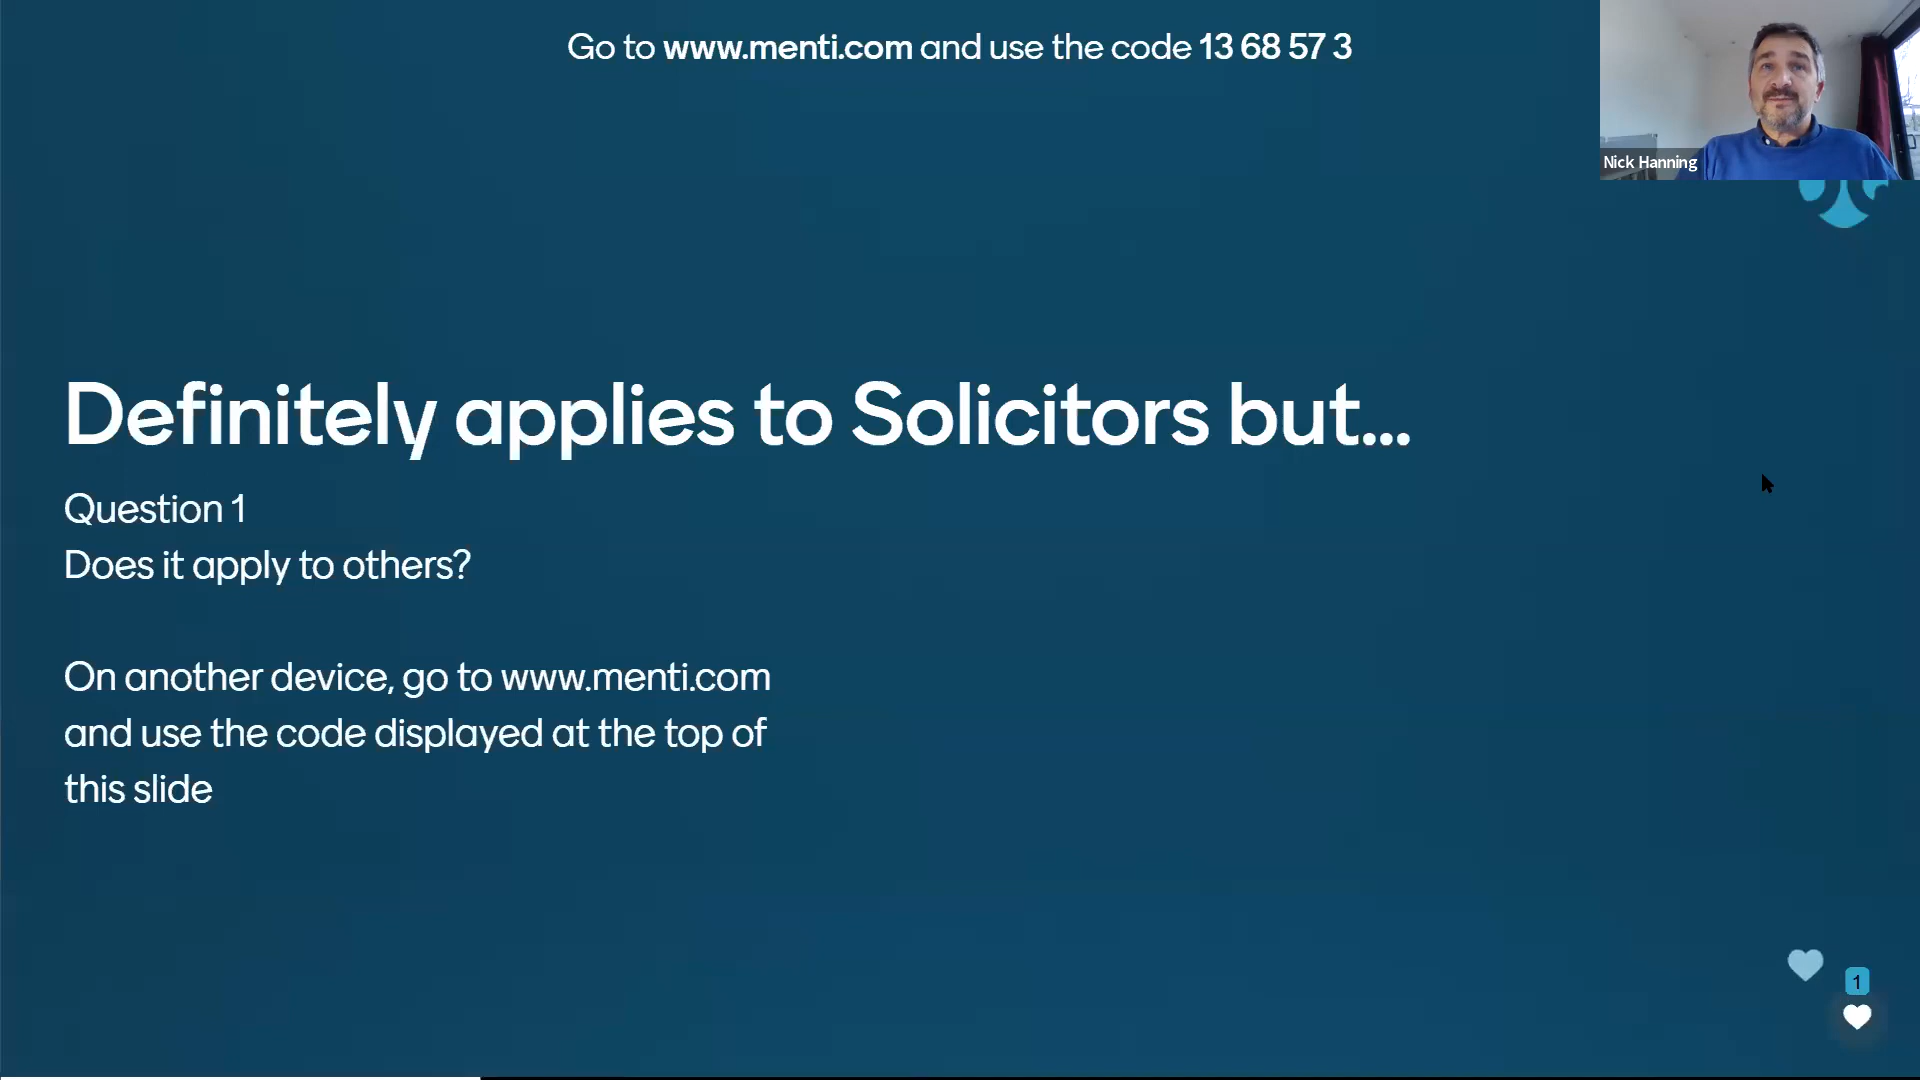 Go to www.menti.com and use the code 13 68 57 3
Nick Hanning
Definitely applies to Solicitors but...
Question 1
Does it apply to others?
On another device, go to www.menti.com
and use the code displayed at the top of
this slide
1